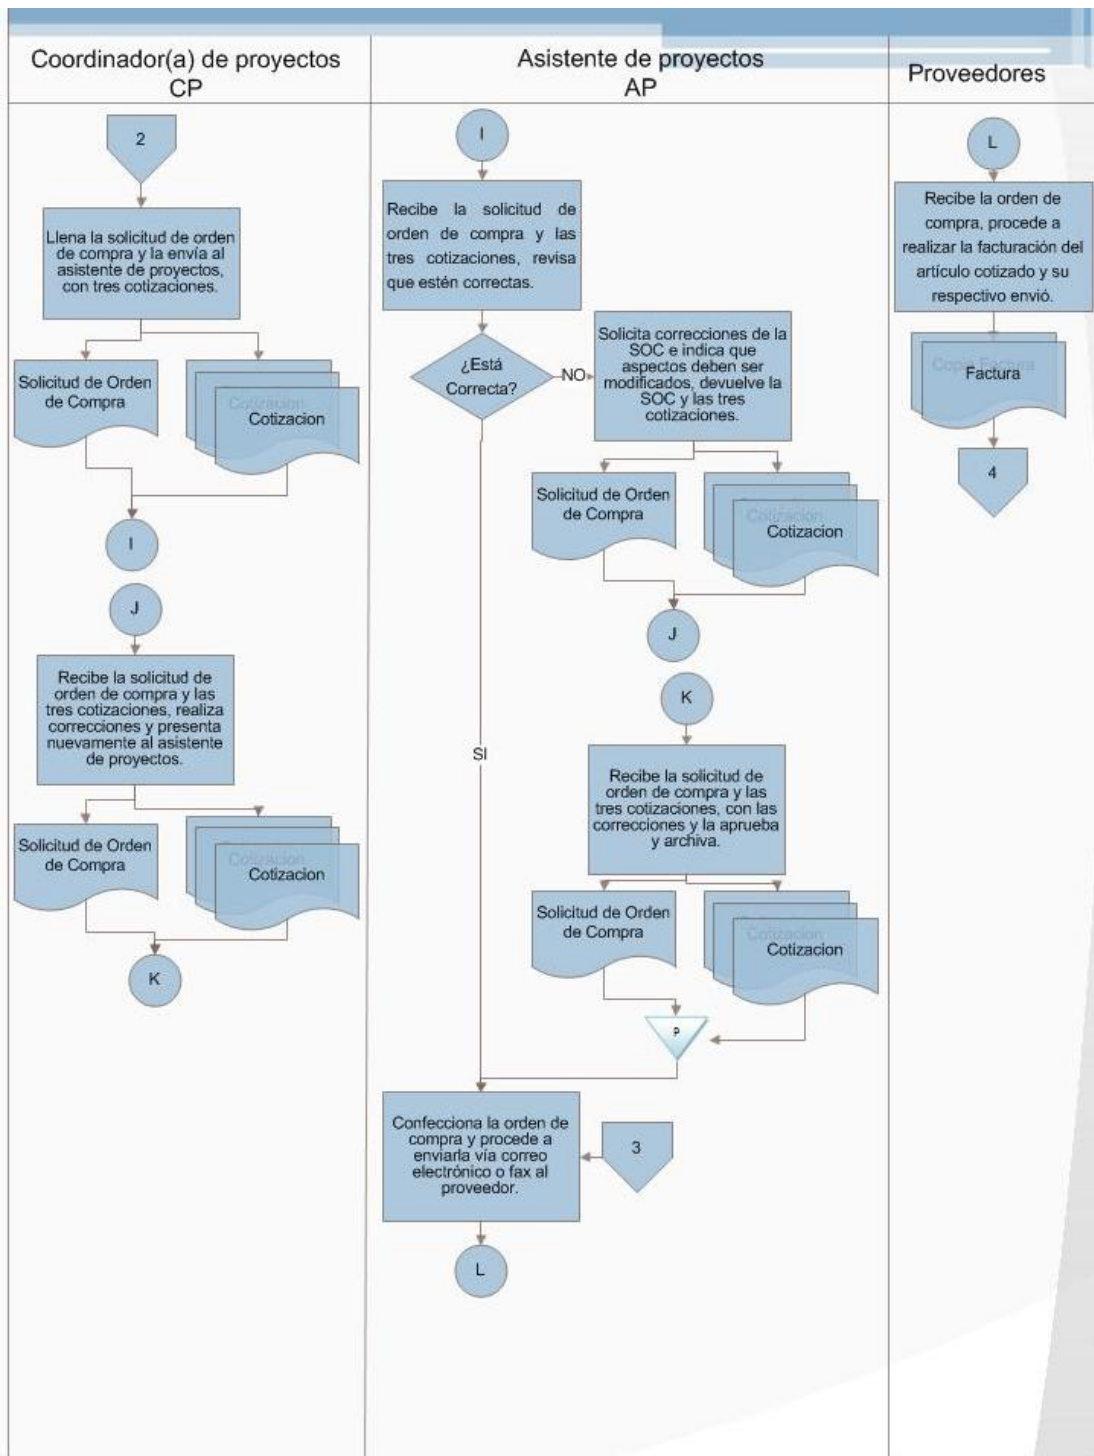 Coordinador(a) de proyectos
CP
Asistente de proyectos
AP
Proveedores
2
Llena la solicitud de orden
de compra y la envía al
asistente de proyectos,
con tres cotizaciones.
Solicitud de Orden
de Compra
Cotizacion
Cotizacion
I
J
Recibe la solicitud de
orden de compra y las
tres cotizaciones, realiza
correcciones y presenta
nuevamente al asistente
de proyectos.
Solicitud de Orden
de Compra
Cotizacion
Cotizacion
K
I
Recibe la solicitud de
orden de compra y las
tres cotizaciones, revisa
que estén correctas.
¿Está
Correcta?
NO
Solicita correcciones de la
SOC e indica que
aspectos deben ser
modificados, devuelve la
SOC y las tres
cotizaciones.
Solicitud de Orden
de Compra
Cotizacion
Cotizacion
J
K
SI
Recibe la solicitud de
orden de compra y las
tres cotizaciones, con las
correcciones y la aprueba
y archiva.
Solicitud de Orden
de Compra
Cotizacion
Cotizacion
P
Confecciona la orden de
compra y procede a
enviarla vía correo
electrónico o fax al
proveedor.
3
L
L
Recibe la orden de
compra, procede a
realizar la facturación del
artículo cotizado y su
respectivo envió.
Copia Factura
Factura
4